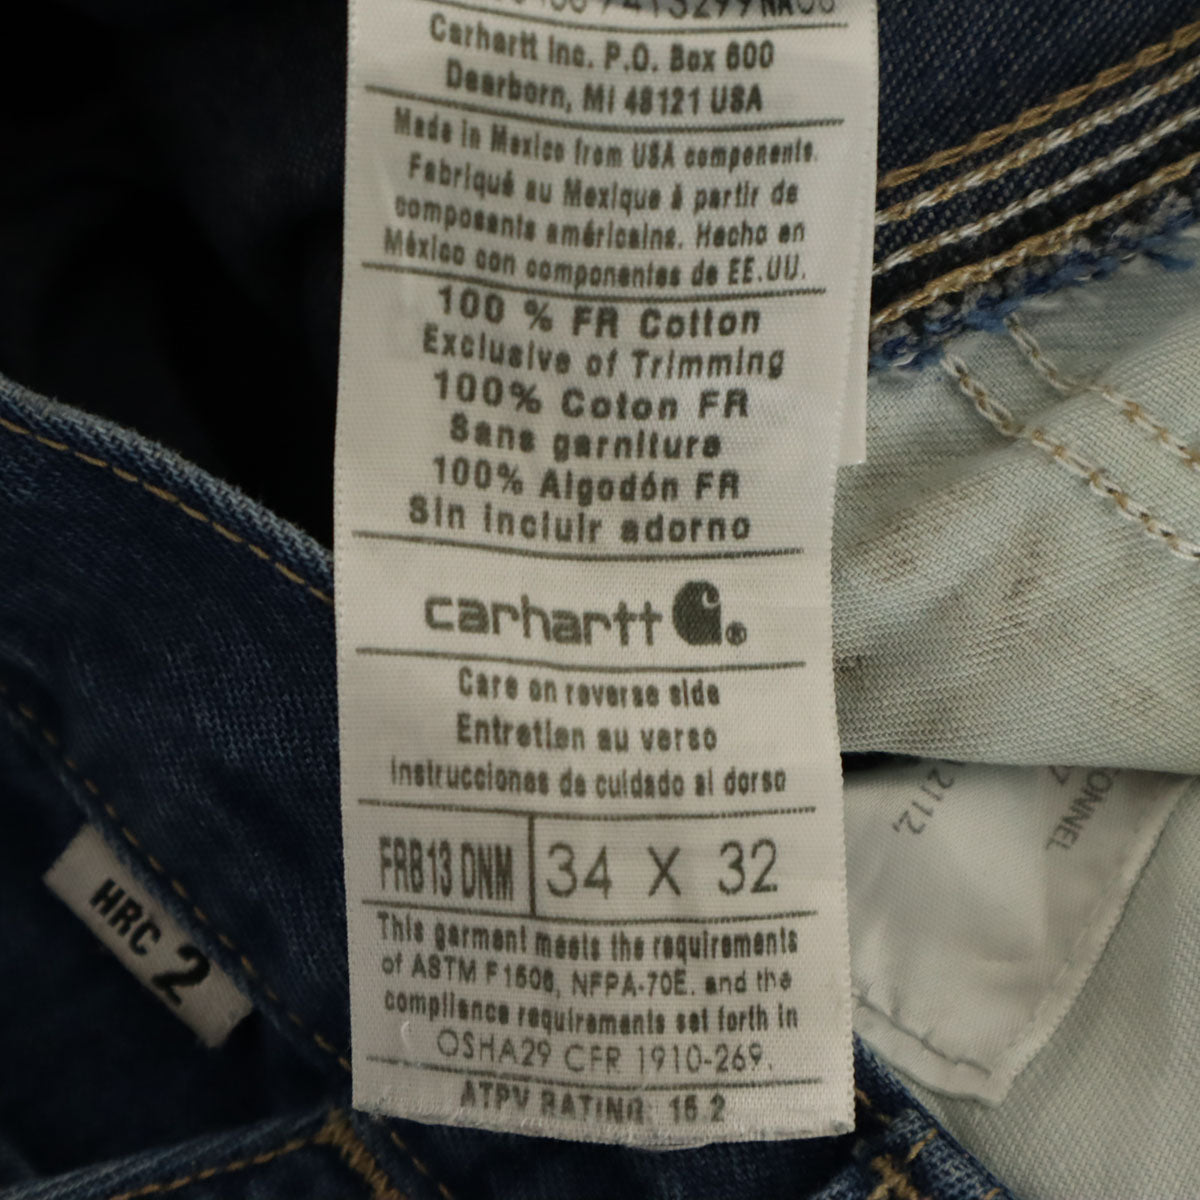 Carhartt Inc. P.O. Box 600
Dearborn, MI 48121 USA
Made in Mexico from USA components.
Fabriqué au Mexique à partir de
composants américains. Hecho en
México con componentes de EE.UU.
100 % FR Cotton
Exclusive of Trimming
100% Coton FR
Sans garniture
100% Algodón FR
Sin incluir adorno
carhartt ®
Care on reverse side
Entretien au verso
Instrucciones de cuidado al dorso
FRB13 DNM 34 X 32
This garment meets the requirements
of ASTM F1506, NFPA-70E. and the
compliance requirements set forth in
OSHA29 CFR 1910-269.
ATPV RATING: 15.2
HRC 2
2112,